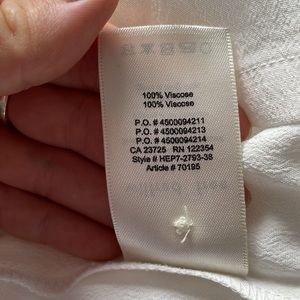 100% Viscose
100% Viscose
P.O. # 4500094211
P.O. # 4500094213
P.O. # 4500094214
CA 23725 RN 122354
Style # HEP7-2793-38
Article # 70195